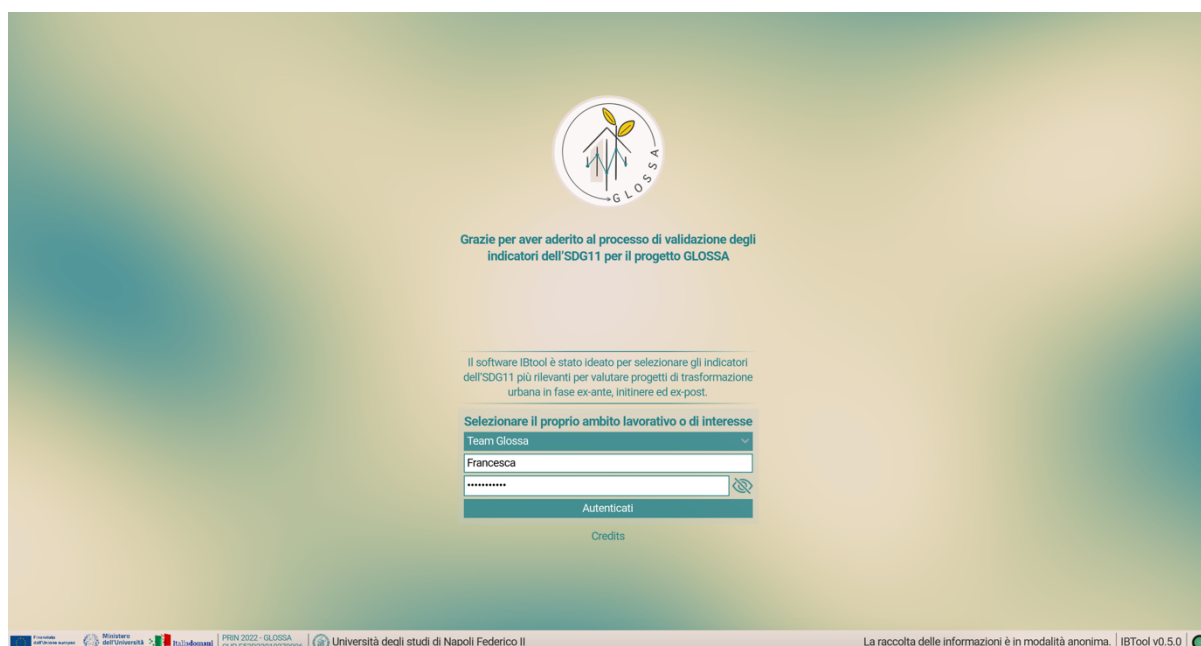 GLOSSA
Grazie per aver aderito al processo di validazione degli
indicatori dell'SDG11 per il progetto GLOSSA
Il software IBtool è stato ideato per selezionare gli indicatori
dell'SDG11 più rilevanti per valutare progetti di trasformazione
urbana in fase ex-ante, initinere ed ex-post.
Selezionare il proprio ambito lavorativo o di interesse
Team Glossa
Francesca
•••••••••••
Autenticati
Credits
Finanziato
dall'Unione europea
Ministero
dell'Università
Italiadomani
PRIN 2022 - GLOSSA
Università degli studi di Napoli Federico II
La raccolta delle informazioni è in modalità anonima.
IBTool v0.5.0